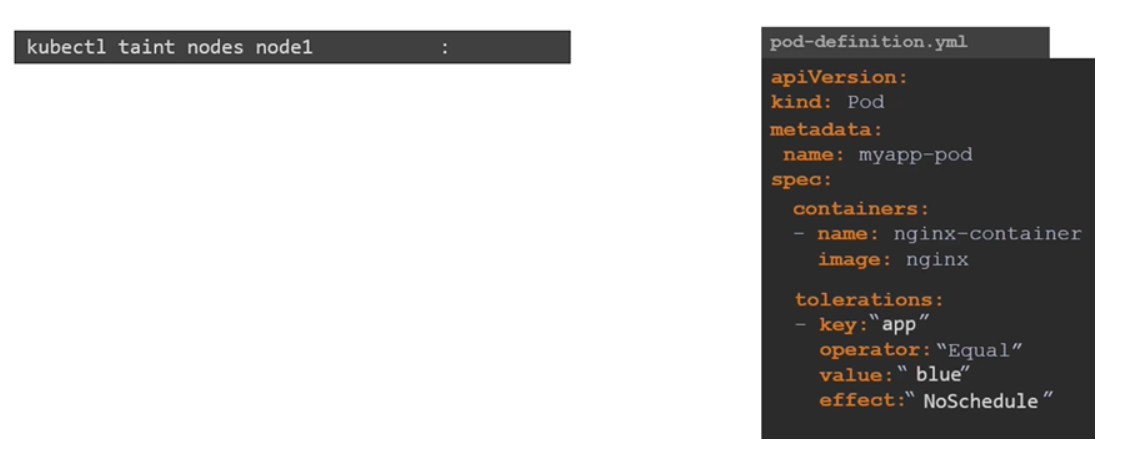 kubectl taint nodes node1 :
pod-definition.yml
apiVersion:
kind: Pod
metadata:
name: myapp-pod
spec:
containers:
- name: nginx-container
image: nginx
tolerations:
- key:“app”
operator:“Equal”
value:“ blue”
effect:“ NoSchedule”